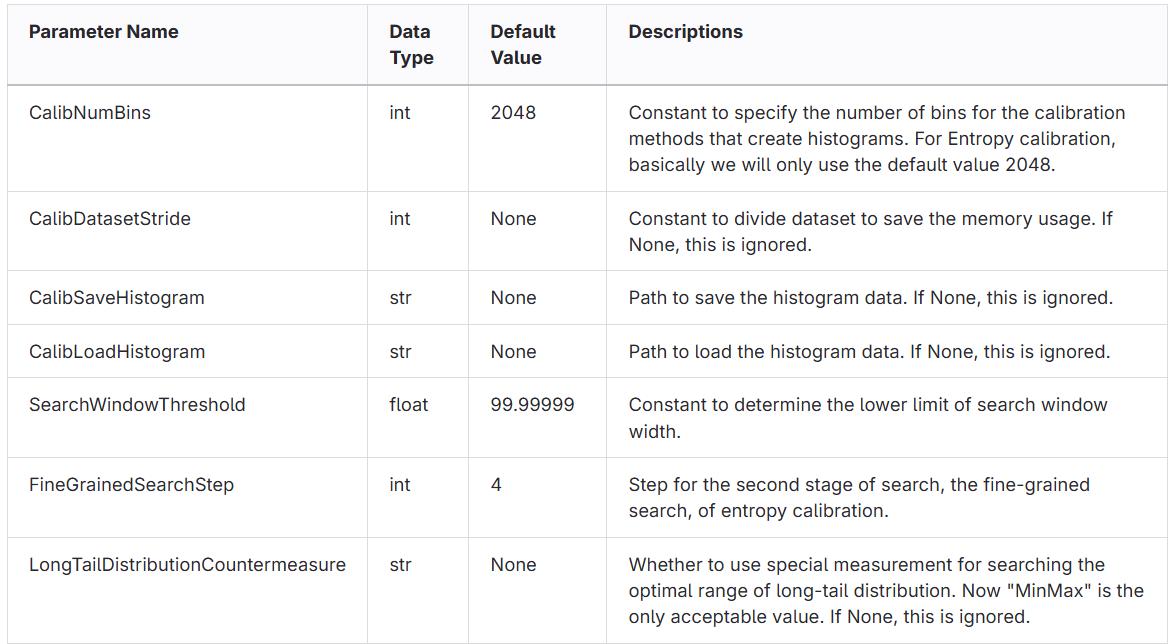 Parameter Name Data Type Default Value Descriptions
CalibNumBins int 2048 Constant to specify the number of bins for the calibration
methods that create histograms. For Entropy calibration,
basically we will only use the default value 2048.
CalibDatasetStride int None Constant to divide dataset to save the memory usage. If
None, this is ignored.
CalibSaveHistogram str None Path to save the histogram data. If None, this is ignored.
CalibLoadHistogram str None Path to load the histogram data. If None, this is ignored.
SearchWindowThreshold float 99.99999 Constant to determine the lower limit of search window
width.
FineGrainedSearchStep int 4 Step for the second stage of search, the fine-grained
search, of entropy calibration.
LongTailDistributionCountermeasure str None Whether to use special measurement for searching the
optimal range of long-tail distribution. Now "MinMax" is the
only acceptable value. If None, this is ignored.